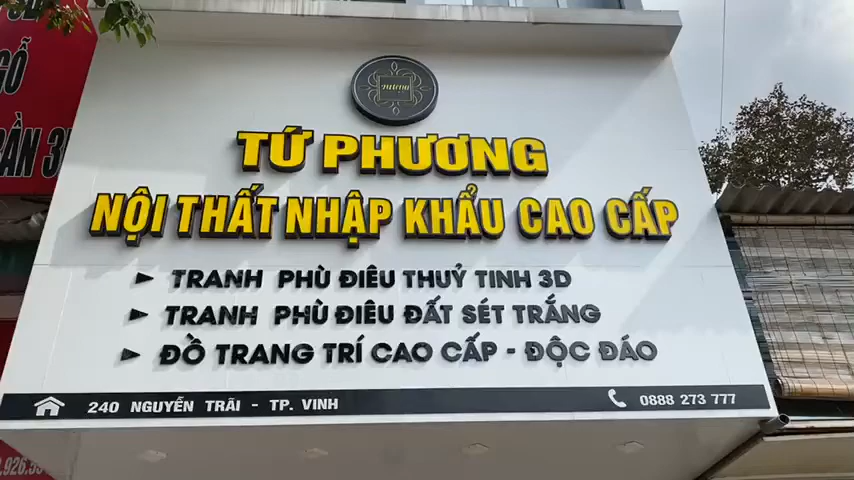 TỨ PHƯƠNG
NỘI THẤT NHẬP KHẨU CAO CẤP
TRANH PHÙ ĐIÊU THUỶ TINH 3D
TRANH PHÙ ĐIÊU ĐẤT SÉT TRẮNG
ĐỒ TRANG TRÍ CAO CẤP - ĐỘC ĐÁO
240 NGUYỄN TRÃI - TP. VINH
0888 273 777